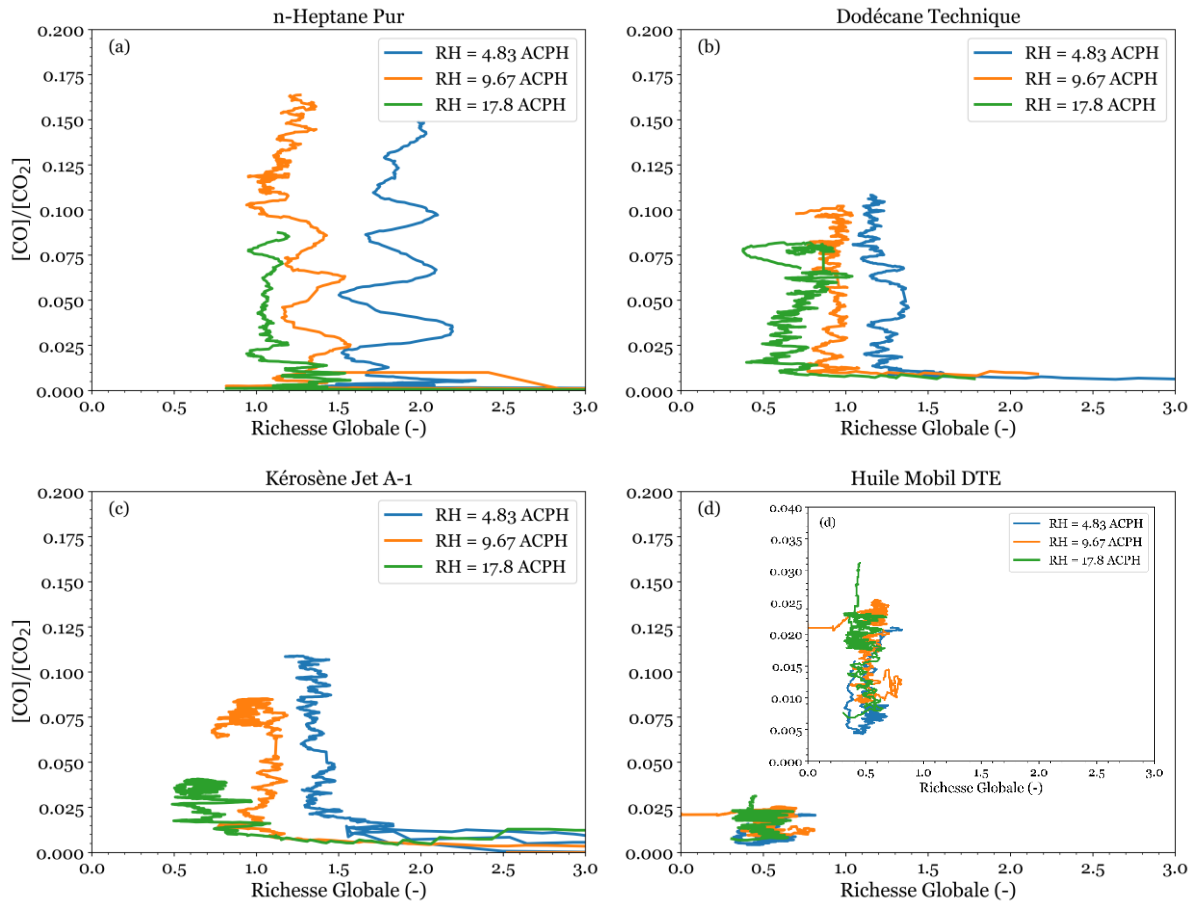 n-Heptane Pur
(a)
RH = 4.83 ACPH
RH = 9.67 ACPH
RH = 17.8 ACPH
[CO]/[CO₂]
0.200
0.175
0.150
0.125
0.100
0.075
0.050
0.025
0.000
0.0 0.5 1.0 1.5 2.0 2.5 3.0
Richesse Globale (-)
Dodécane Technique
(b)
RH = 4.83 ACPH
RH = 9.67 ACPH
RH = 17.8 ACPH
0.200
0.175
0.150
0.125
0.100
0.075
0.050
0.025
0.000
0.0 0.5 1.0 1.5 2.0 2.5 3.0
Richesse Globale (-)
Kérosène Jet A-1
(c)
RH = 4.83 ACPH
RH = 9.67 ACPH
RH = 17.8 ACPH
[CO]/[CO₂]
0.200
0.175
0.150
0.125
0.100
0.075
0.050
0.025
0.000
0.0 0.5 1.0 1.5 2.0 2.5 3.0
Richesse Globale (-)
Huile Mobil DTE
(d)
0.200
0.175
0.150
0.125
0.100
0.075
0.050
0.025
0.000
0.0 0.5 1.0 1.5 2.0 2.5 3.0
Richesse Globale (-)
(d)
RH = 4.83 ACPH
RH = 9.67 ACPH
RH = 17.8 ACPH
0.040
0.035
0.030
0.025
0.020
0.015
0.010
0.005
0.000
0.0 0.5 1.0 1.5 2.0 2.5 3.0
Richesse Globale (-)